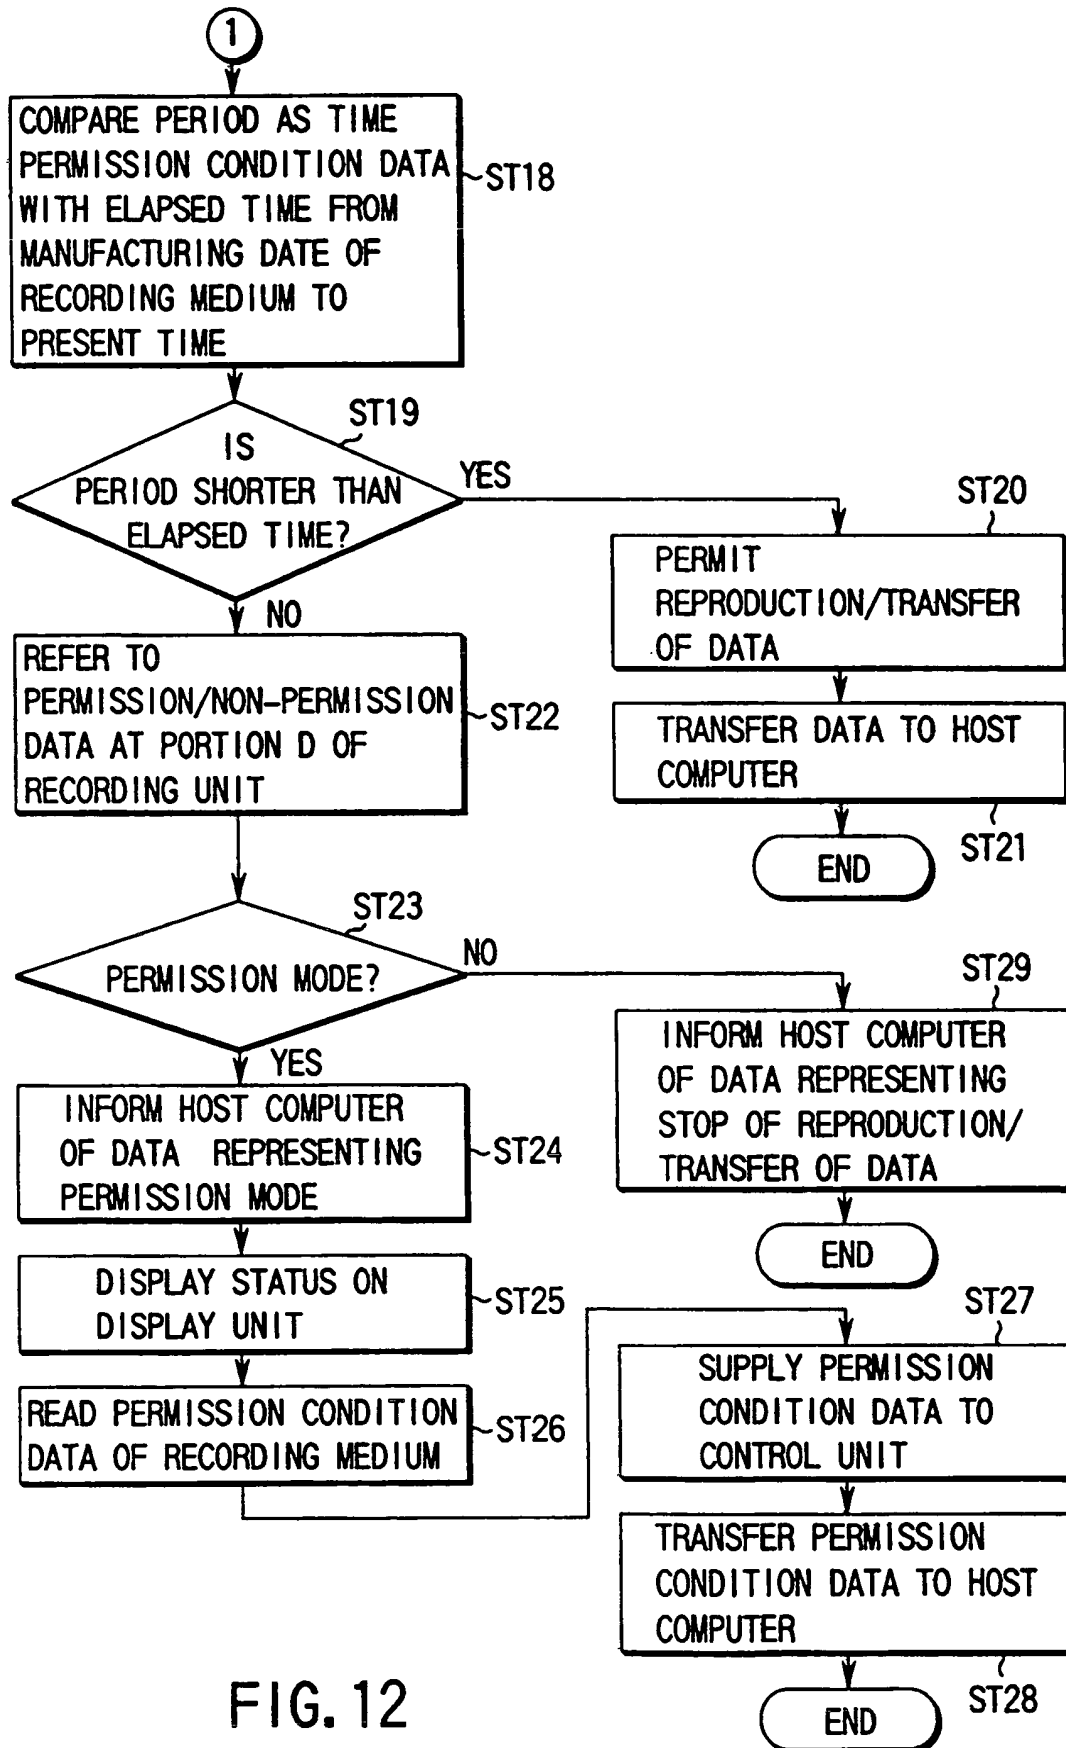 1
COMPARE PERIOD AS TIME
PERMISSION CONDITION DATA
WITH ELAPSED TIME FROM
MANUFACTURING DATE OF
RECORDING MEDIUM TO
PRESENT TIME
ST18
ST19
IS
PERIOD SHORTER THAN
ELAPSED TIME?
YES
NO
ST20
PERMIT
REPRODUCTION/TRANSFER
OF DATA
TRANSFER DATA TO HOST
COMPUTER
ST21
END
REFER TO
PERMISSION/NON-PERMISSION
DATA AT PORTION D OF
RECORDING UNIT
ST22
ST23
PERMISSION MODE?
NO
YES
ST29
INFORM HOST COMPUTER
OF DATA REPRESENTING
STOP OF REPRODUCTION/
TRANSFER OF DATA
END
INFORM HOST COMPUTER
OF DATA REPRESENTING
PERMISSION MODE
ST24
DISPLAY STATUS ON
DISPLAY UNIT
ST25
READ PERMISSION CONDITION
DATA OF RECORDING MEDIUM
ST26
ST27
SUPPLY PERMISSION
CONDITION DATA TO
CONTROL UNIT
TRANSFER PERMISSION
CONDITION DATA TO HOST
COMPUTER
ST28
END
FIG. 12